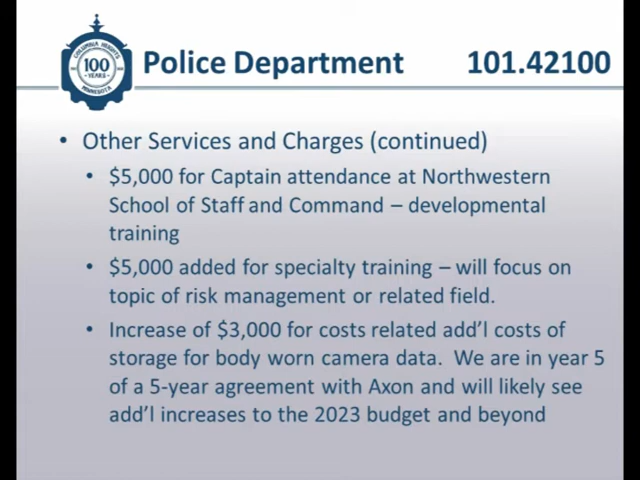 COLUMBIA HEIGHTS
100
YEARS
MINNESOTA
Police Department 101.42100
• Other Services and Charges (continued)
• $5,000 for Captain attendance at Northwestern
School of Staff and Command – developmental
training
• $5,000 added for specialty training – will focus on
topic of risk management or related field.
• Increase of $3,000 for costs related add’l costs of
storage for body worn camera data. We are in year 5
of a 5-year agreement with Axon and will likely see
add’l increases to the 2023 budget and beyond